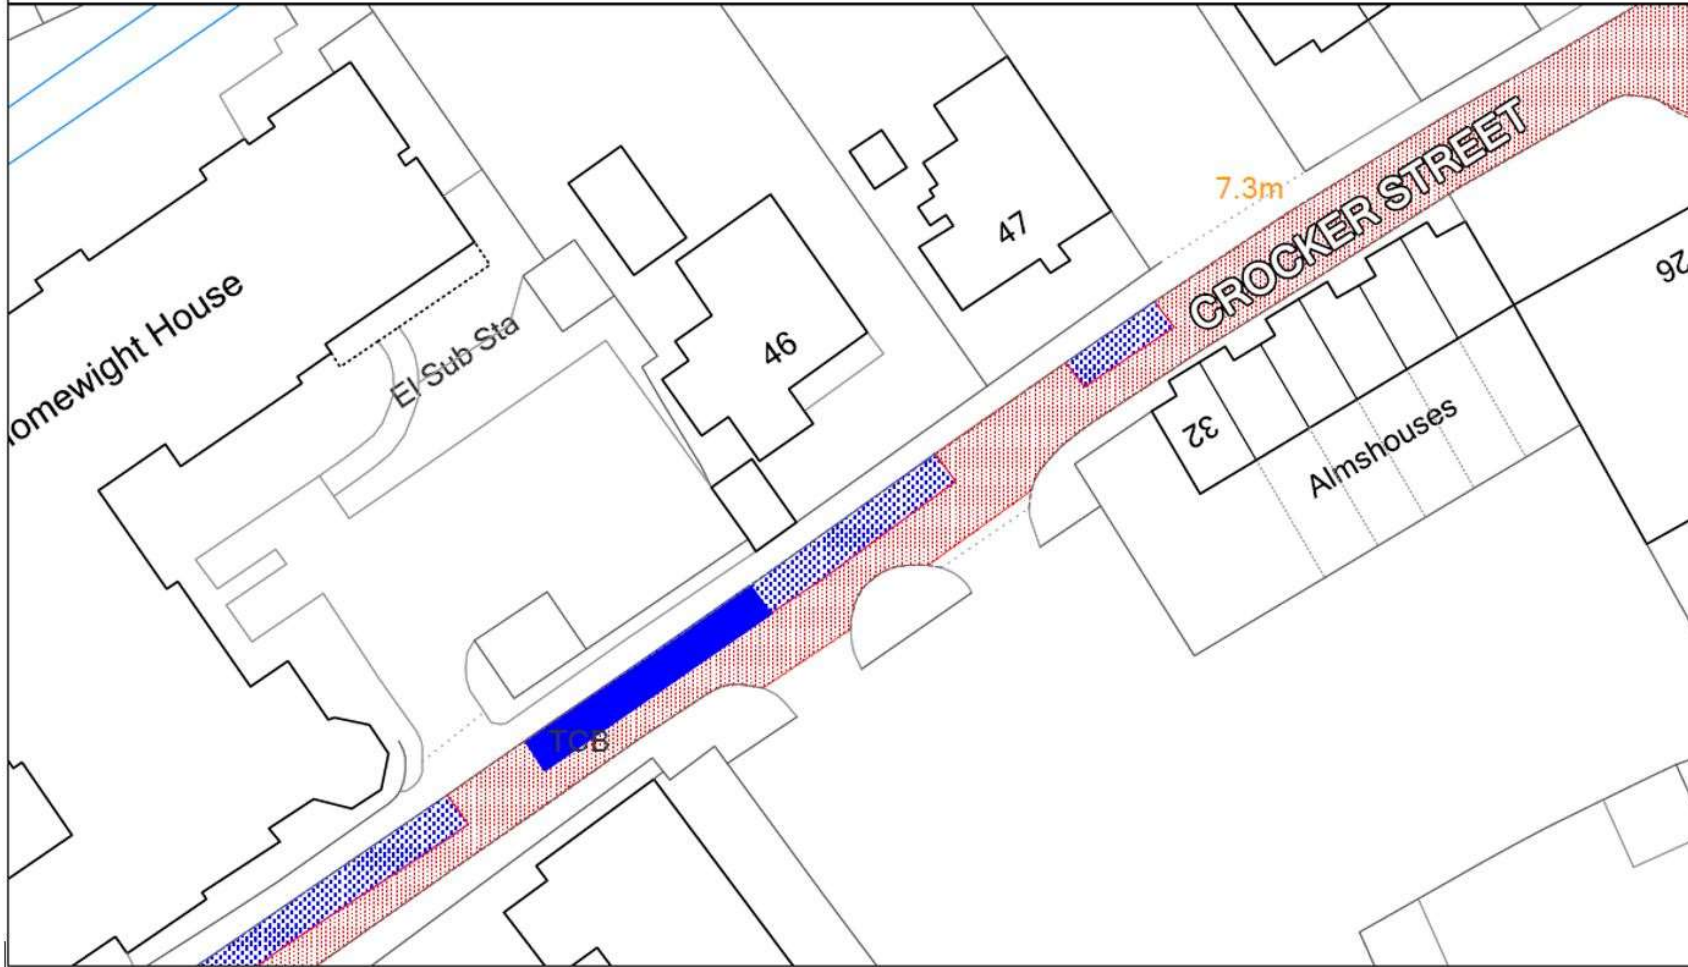 7.3m
CROCKER STREET
47
26
omewight House
El Sub Sta
46
32
Almshouses
TCB